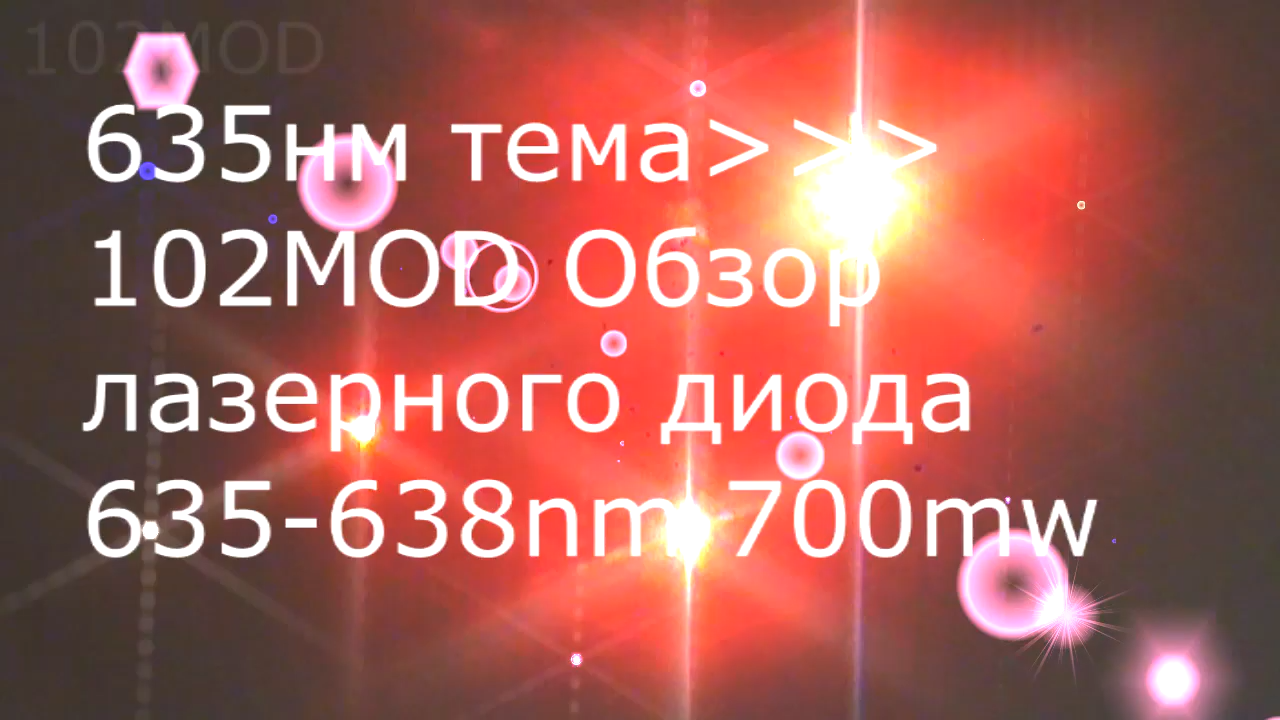 102MOD
635нм тема>>>
102MOD Обзор
лазерного диода
635-638nm 700mw